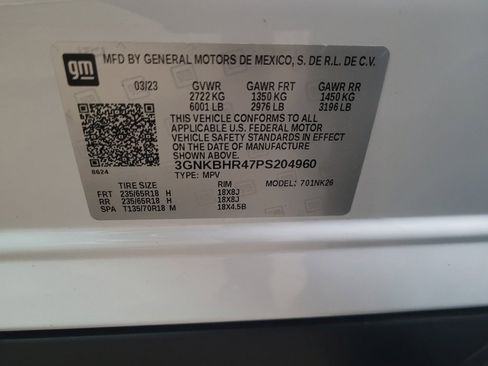 gm
MFD BY GENERAL MOTORS DE MEXICO, S. DE R.L. DE C.V.
03/23 GVWR GAWR FRT GAWR RR
2722 KG 1350 KG 1450 KG
6001 LB 2976 LB 3196 LB
THIS VEHICLE CONFORMS TO ALL
APPLICABLE U.S. FEDERAL MOTOR
VEHICLE SAFETY STANDARDS IN EFFECT
ON THE DATE OF MANUFACTURE
SHOWN ABOVE.
8624 3GNKBHR47PS204960
TYPE: MPV
TIRE SIZE RIM MODEL: 701NK26
FRT 235/65R18 H 18X8J
RR 235/65R18 H 18X8J
SPA T135/70R18 M 18X4.5B